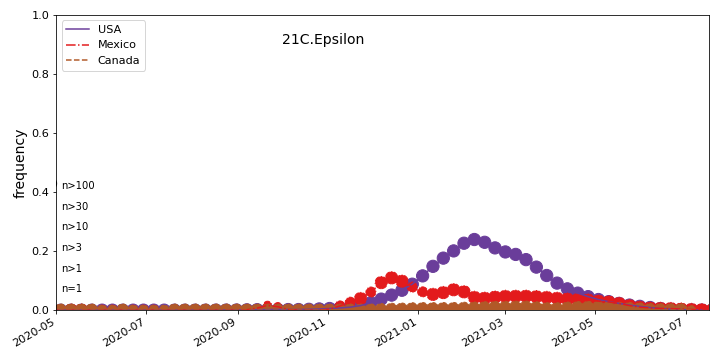 21C.Epsilon
USA
Mexico
Canada
frequency
1.0
0.8
0.6
0.4
0.2
0.0
n>100
n>30
n>10
n>3
n>1
n=1
2020-05
2020-07
2020-09
2020-11
2021-01
2021-03
2021-05
2021-07